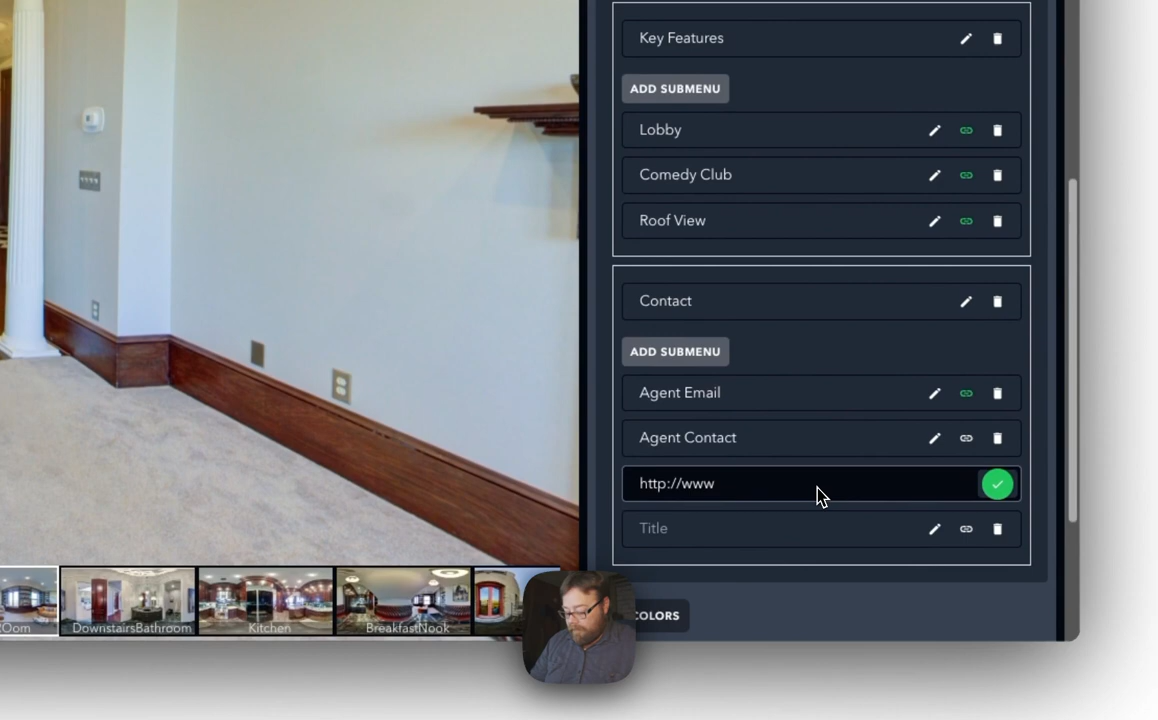 Key Features
ADD SUBMENU
Lobby
Comedy Club
Roof View
Contact
ADD SUBMENU
Agent Email
Agent Contact
http://www
Title
COLORS
DownstairsBathroom
Kitchen
BreakfastNook